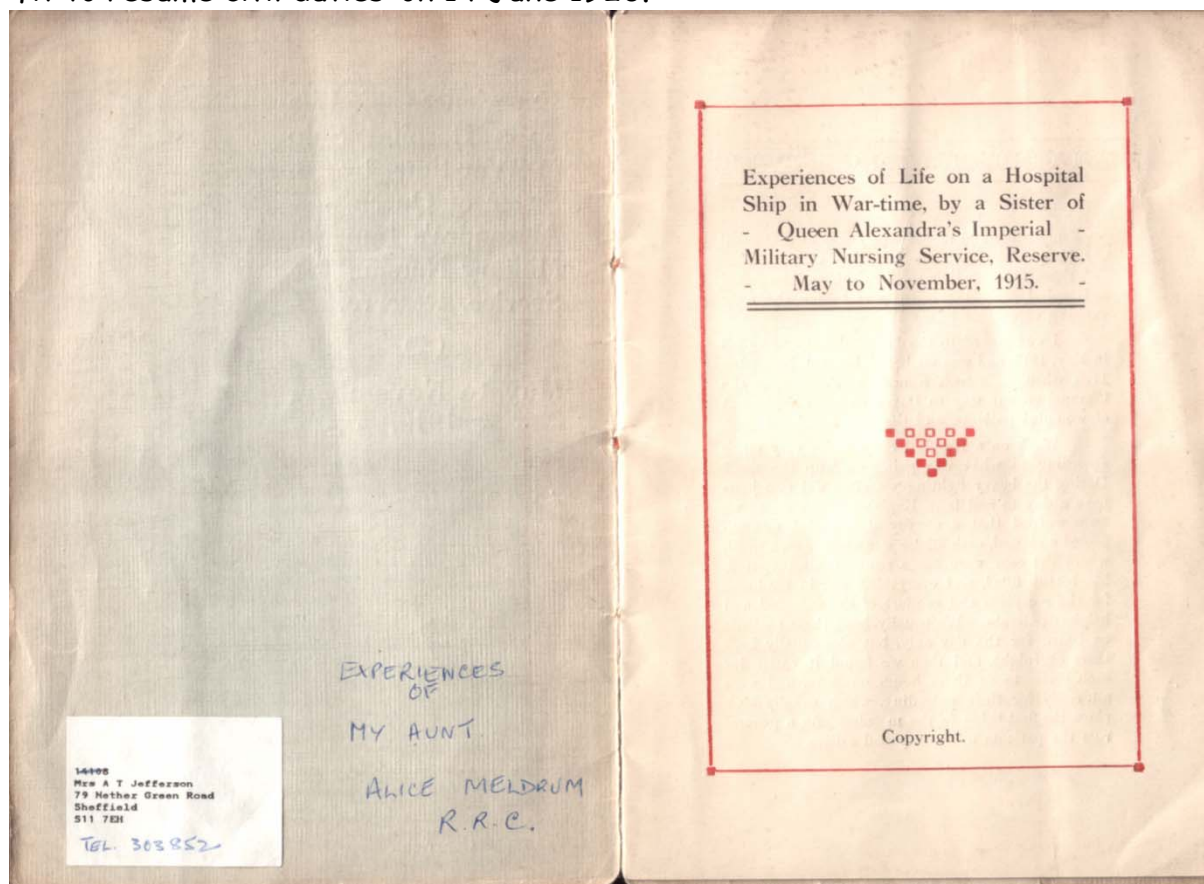 EXPERIENCES
OF
MY AUNT
ALICE MELDRUM
R.R.C.
14108
Mrs A T Jefferson
79 Nether Green Road
Sheffield
S11 7EH
TEL. 303852
Experiences of Life on a Hospital
Ship in War-time, by a Sister of
- Queen Alexandra's Imperial -
Military Nursing Service, Reserve.
- May to November, 1915. -
Copyright.